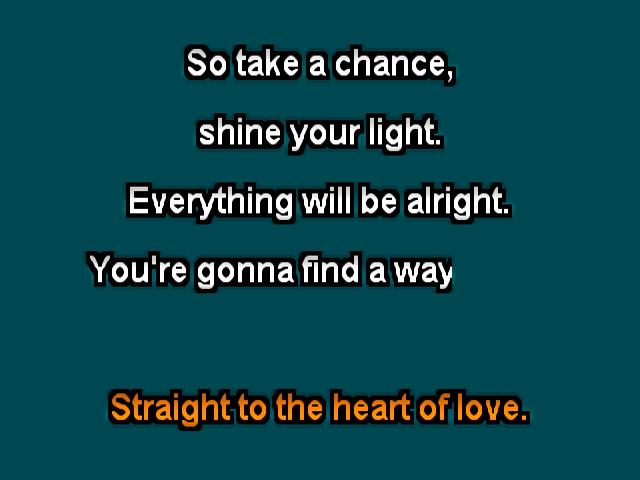 So take a chance,
shine your light.
Everything will be alright.
You're gonna find a way
Straight to the heart of love.